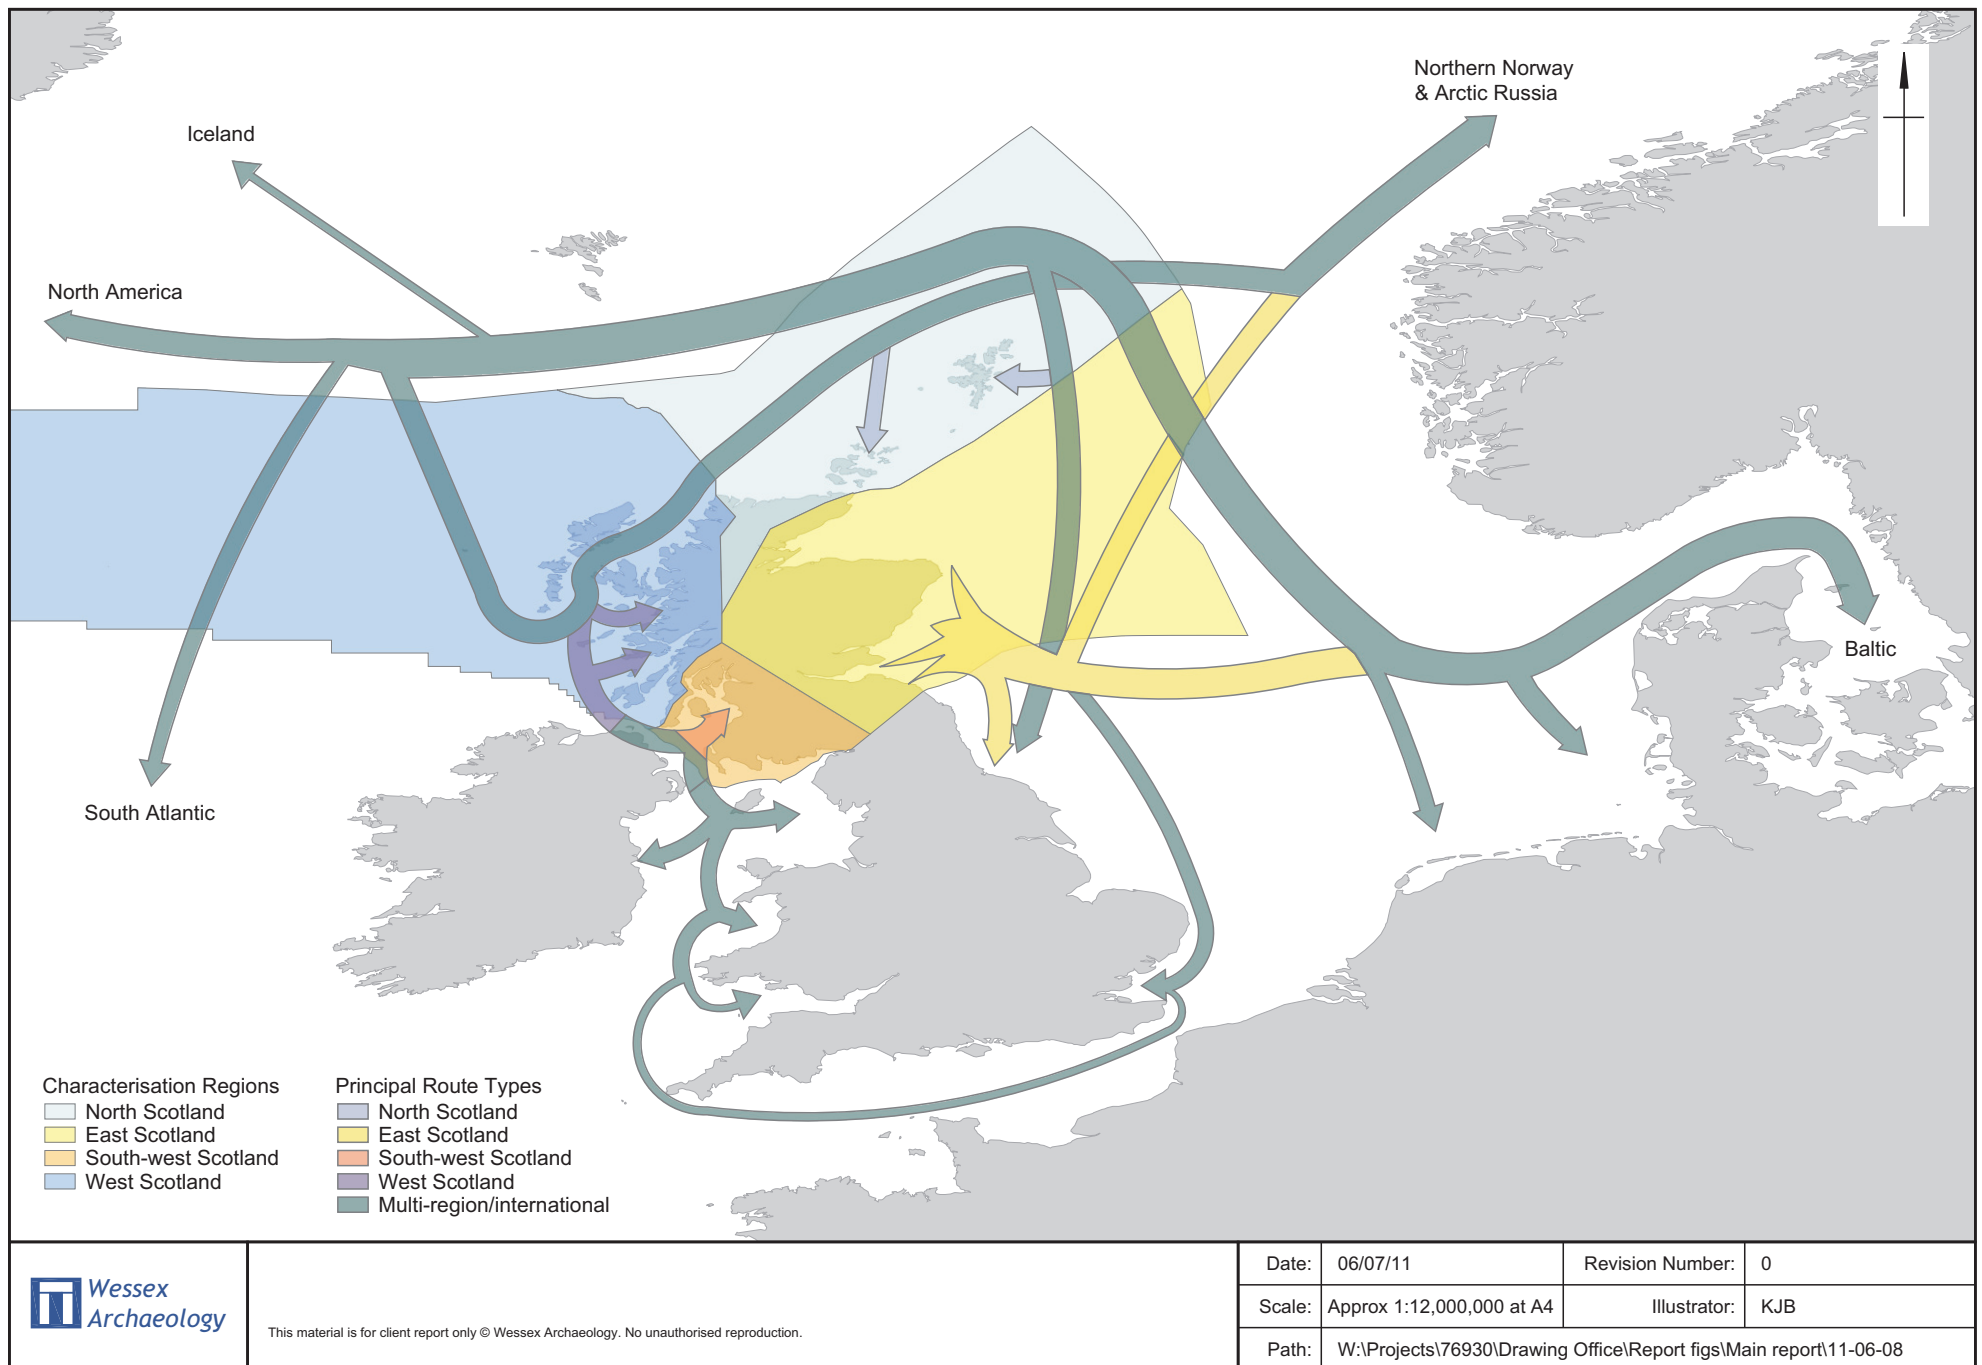 Northern Norway
& Arctic Russia
Iceland
North America
Baltic
South Atlantic
Characterisation Regions
North Scotland
East Scotland
South-west Scotland
West Scotland
Principal Route Types
North Scotland
East Scotland
South-west Scotland
West Scotland
Multi-region/international
Wessex
Archaeology
This material is for client report only © Wessex Archaeology. No unauthorised reproduction.
Date: 06/07/11 Revision Number: 0
Scale: Approx 1:12,000,000 at A4 Illustrator: KJB
Path: W:\Projects\76930\Drawing Office\Report figs\Main report\11-06-08